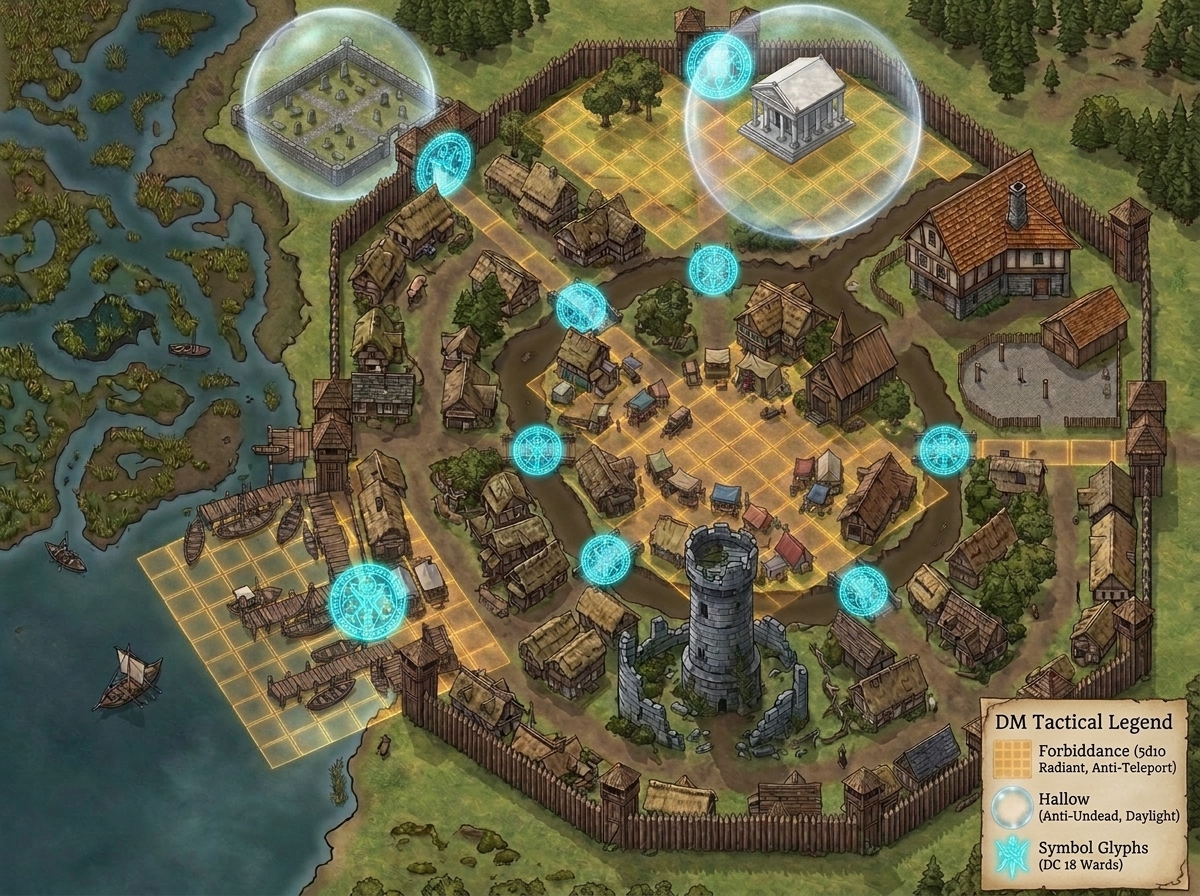 DM Tactical Legend
Forbiddance (5d10
Radiant, Anti-Teleport)
Hallow
(Anti-Undead, Daylight)
Symbol Glyphs
(DC 18 Wards)